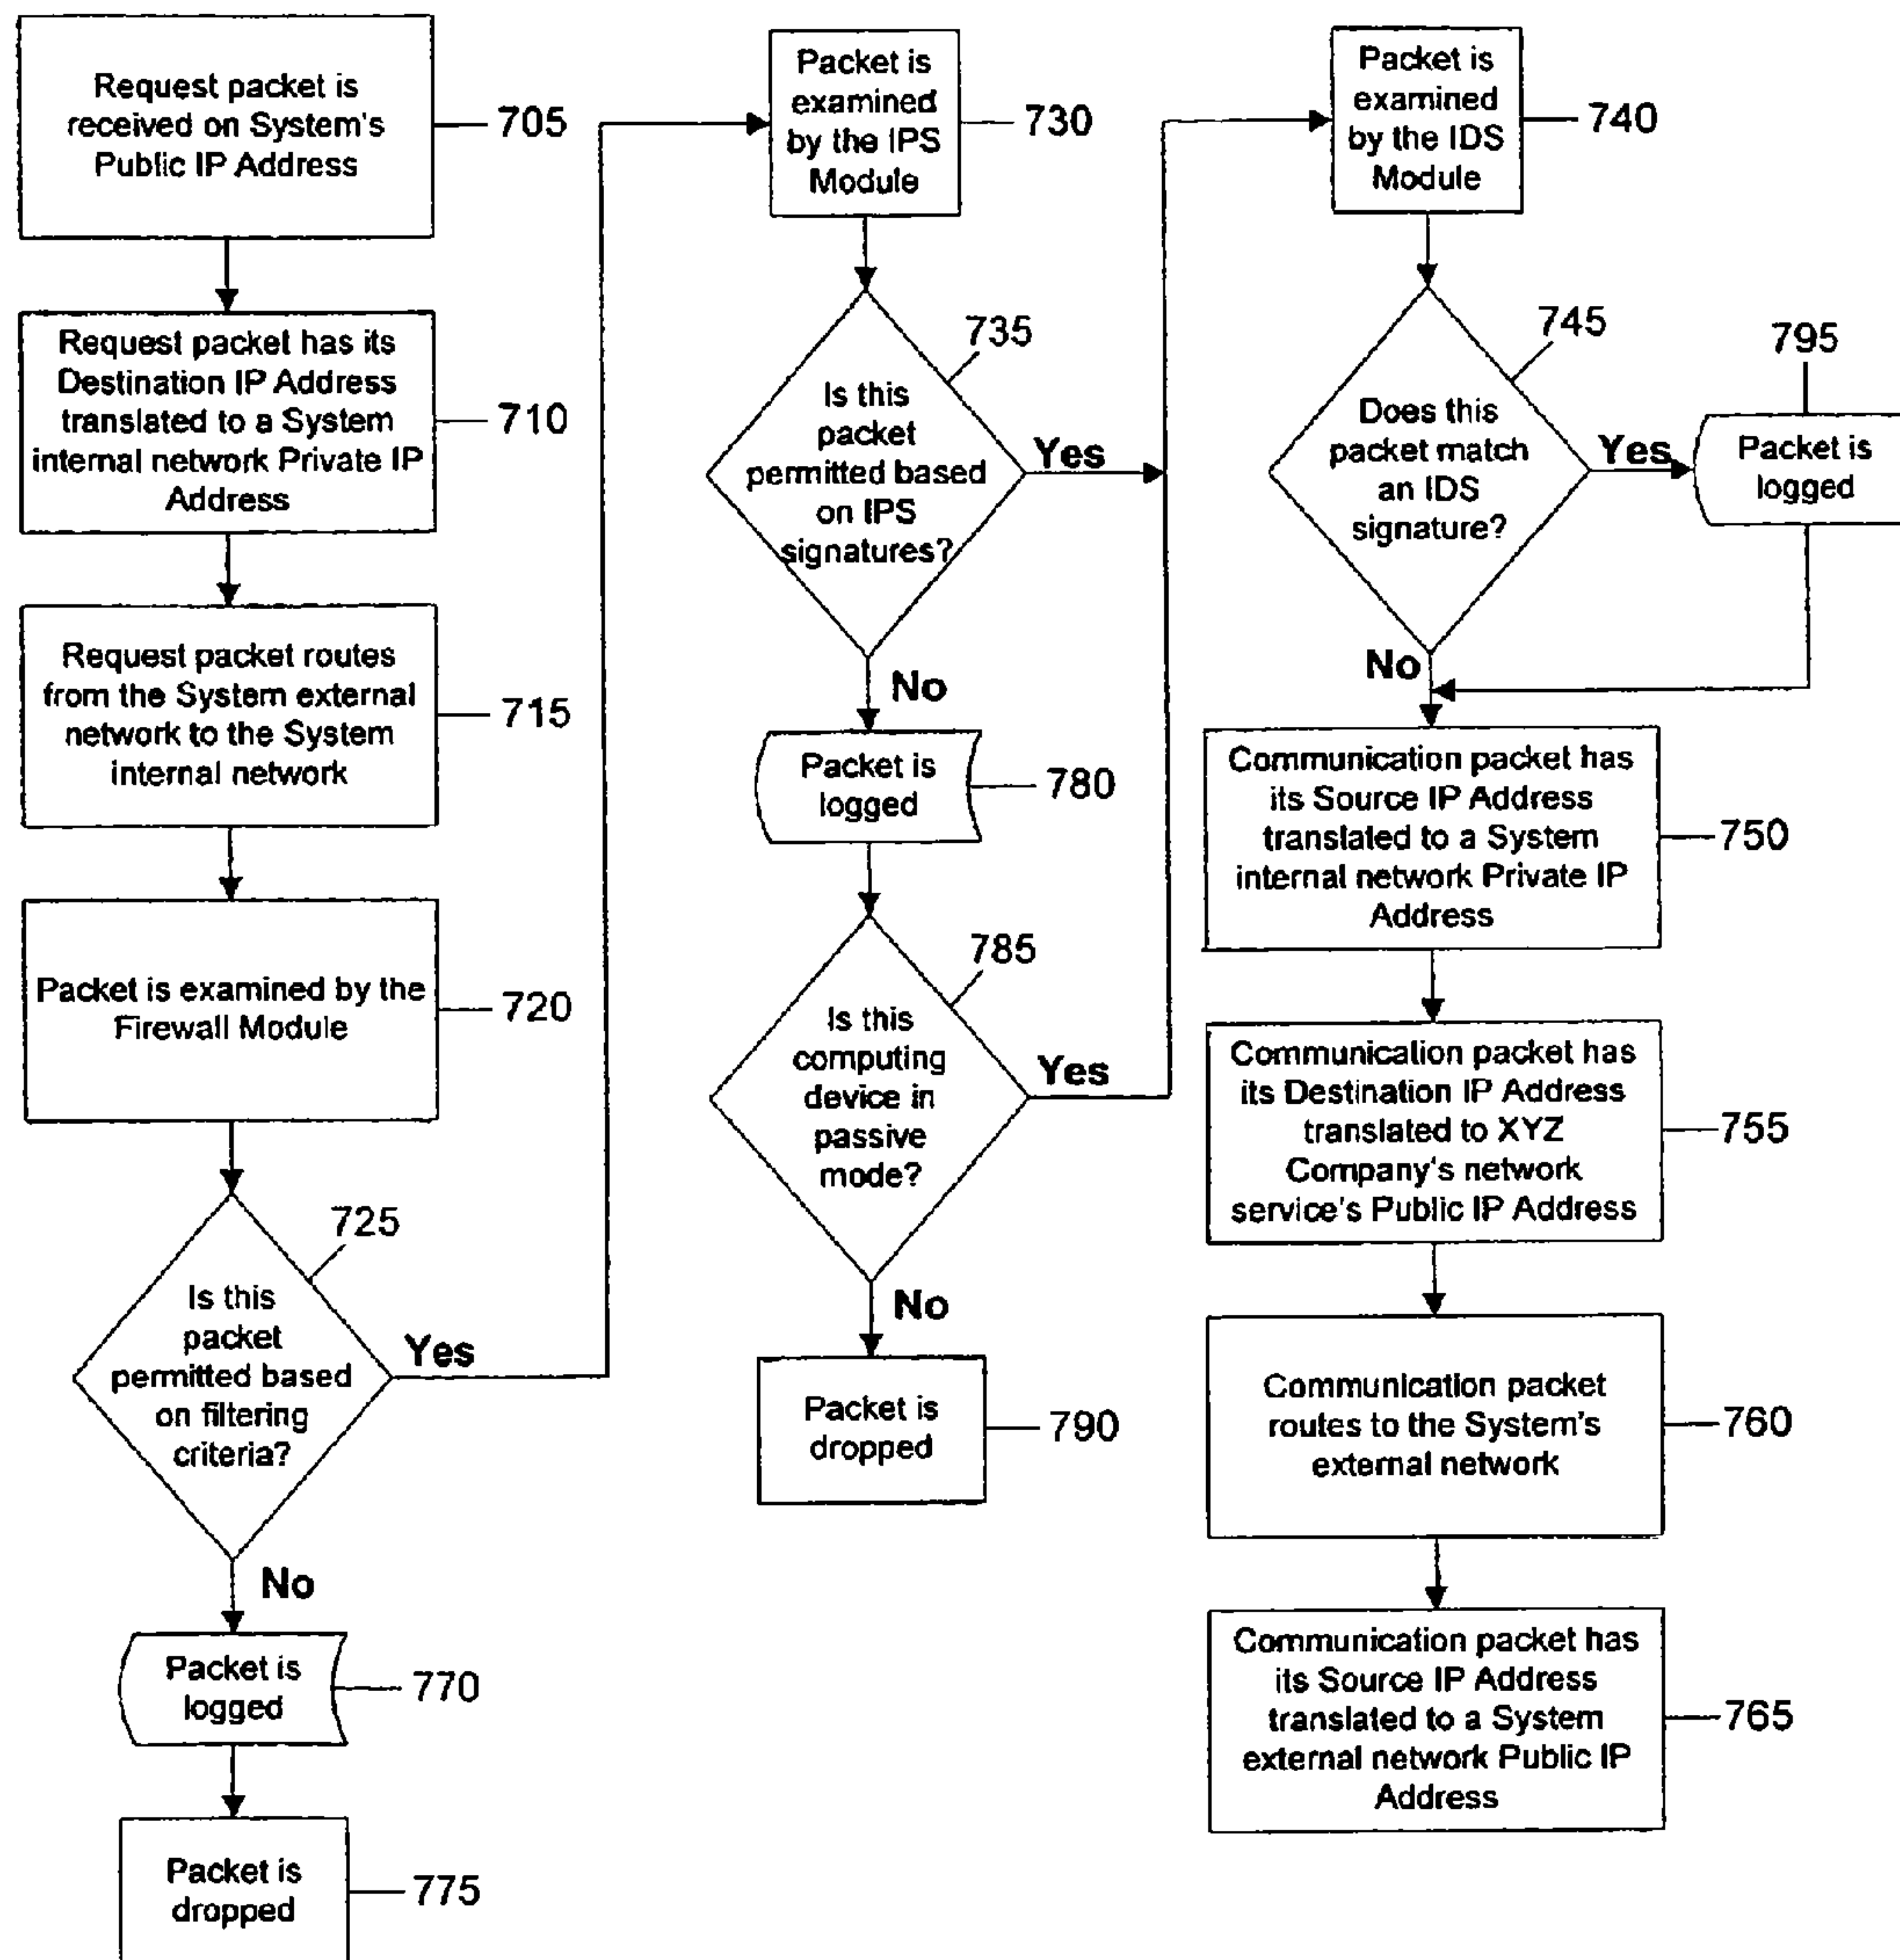 Request packet is
received on System's
Public IP Address
705
Request packet has its
Destination IP Address
translated to a System
internal network Private IP
Address
710
Request packet routes
from the System external
network to the System
internal network
715
Packet is examined by the
Firewall Module
720
725
Is this
packet
permitted based
on filtering
criteria?
Yes
No
Packet is
logged
770
Packet is
dropped
775
Packet is
examined
by the IPS
Module
730
735
Is this
packet
permitted based
on IPS
signatures?
Yes
No
Packet is
logged
780
785
Is this
computing
device in
passive
mode?
Yes
No
Packet is
dropped
790
Packet is
examined
by the IDS
Module
740
745
Does this
packet match
an IDS
signature?
Yes
795
Packet is
logged
No
Communication packet has
its Source IP Address
translated to a System
internal network Private IP
Address
750
Communication packet has
its Destination IP Address
translated to XYZ
Company's network
service's Public IP Address
755
Communication packet
routes to the System's
external network
760
Communication packet has
its Source IP Address
translated to a System
external network Public IP
Address
765